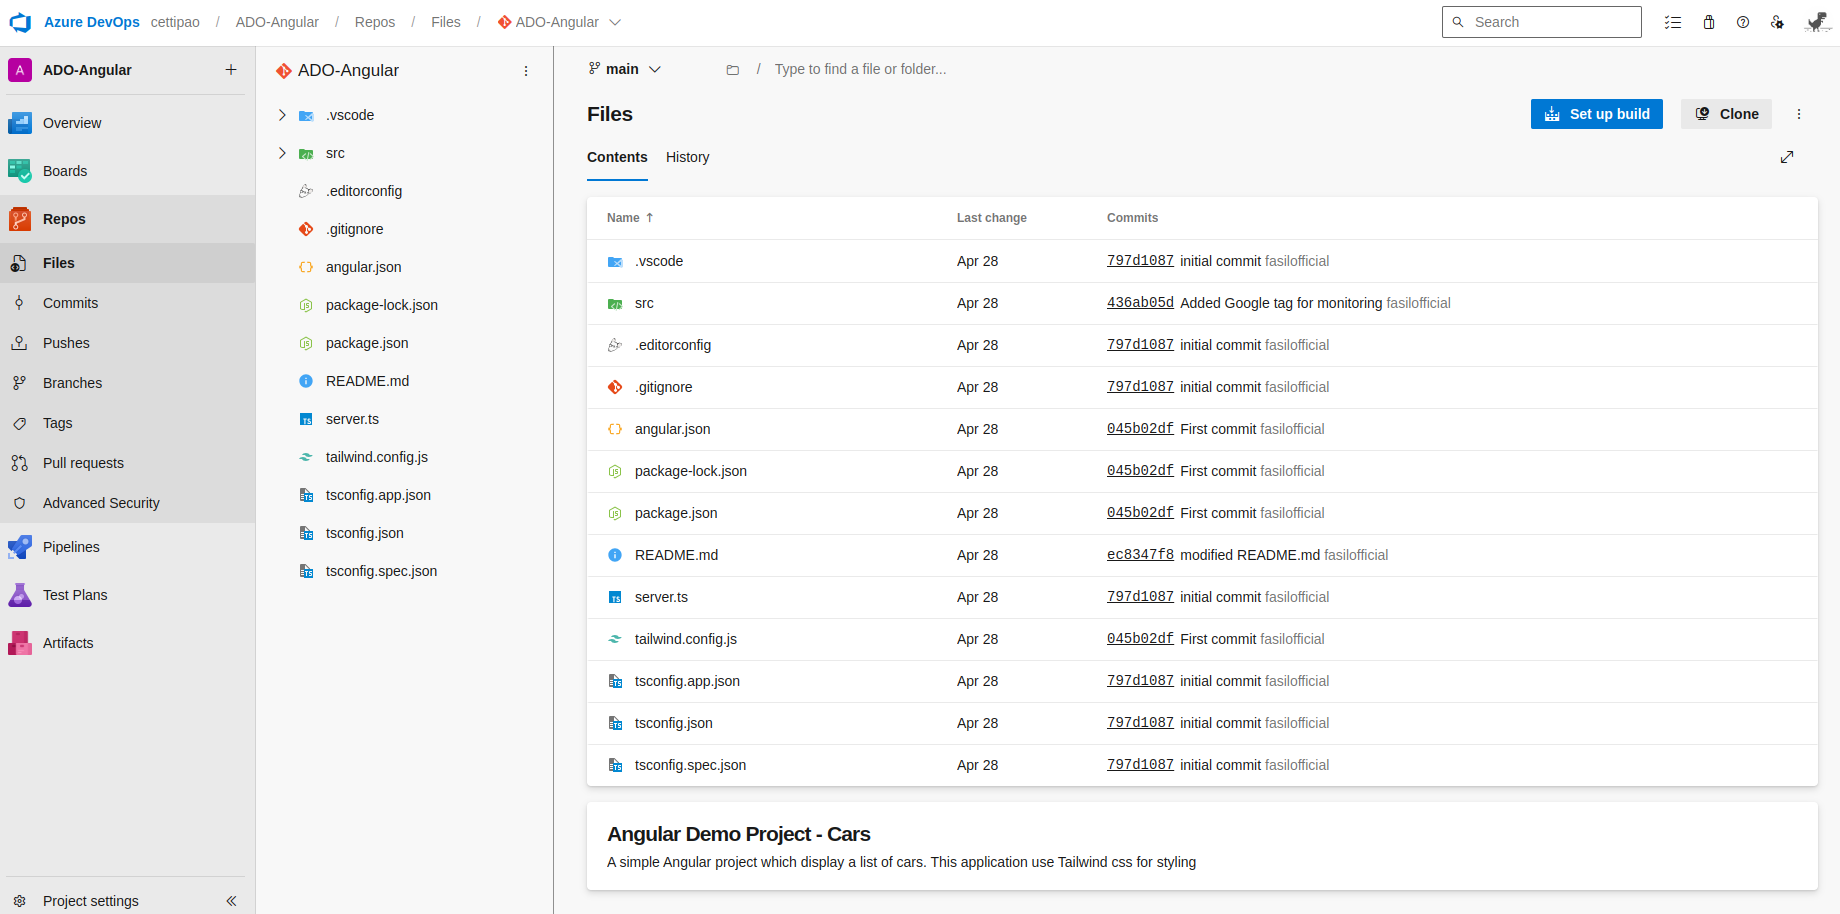 Azure DevOps cettipao / ADO-Angular / Repos / Files / ADO-Angular
Search
A ADO-Angular +
Overview
Boards
Repos
Files
Commits
Pushes
Branches
Tags
Pull requests
Advanced Security
Pipelines
Test Plans
Artifacts
Project settings
ADO-Angular
.vscode
src
.editorconfig
.gitignore
angular.json
package-lock.json
package.json
README.md
server.ts
tailwind.config.js
tsconfig.app.json
tsconfig.json
tsconfig.spec.json
main / Type to find a file or folder...
Files
Set up build
Clone
Contents History
Name ↑ Last change Commits
.vscode Apr 28 797d1087 initial commit fasilofficial
src Apr 28 436ab05d Added Google tag for monitoring fasilofficial
.editorconfig Apr 28 797d1087 initial commit fasilofficial
.gitignore Apr 28 797d1087 initial commit fasilofficial
angular.json Apr 28 045b02df First commit fasilofficial
package-lock.json Apr 28 045b02df First commit fasilofficial
package.json Apr 28 045b02df First commit fasilofficial
README.md Apr 28 ec8347f8 modified README.md fasilofficial
server.ts Apr 28 797d1087 initial commit fasilofficial
tailwind.config.js Apr 28 045b02df First commit fasilofficial
tsconfig.app.json Apr 28 797d1087 initial commit fasilofficial
tsconfig.json Apr 28 797d1087 initial commit fasilofficial
tsconfig.spec.json Apr 28 797d1087 initial commit fasilofficial
Angular Demo Project - Cars
A simple Angular project which display a list of cars. This application use Tailwind css for styling